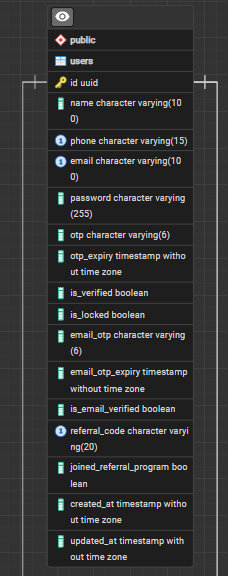 public
users
id uuid
name character varying(10
0)
phone character varying(15)
email character varying(10
0)
password character varying
(255)
otp character varying(6)
otp_expiry timestamp witho
ut time zone
is_verified boolean
is_locked boolean
email_otp character varying
(6)
email_otp_expiry timestamp
without time zone
is_email_verified boolean
referral_code character varyi
ng(20)
joined_referral_program boo
lean
created_at timestamp witho
ut time zone
updated_at timestamp with
out time zone